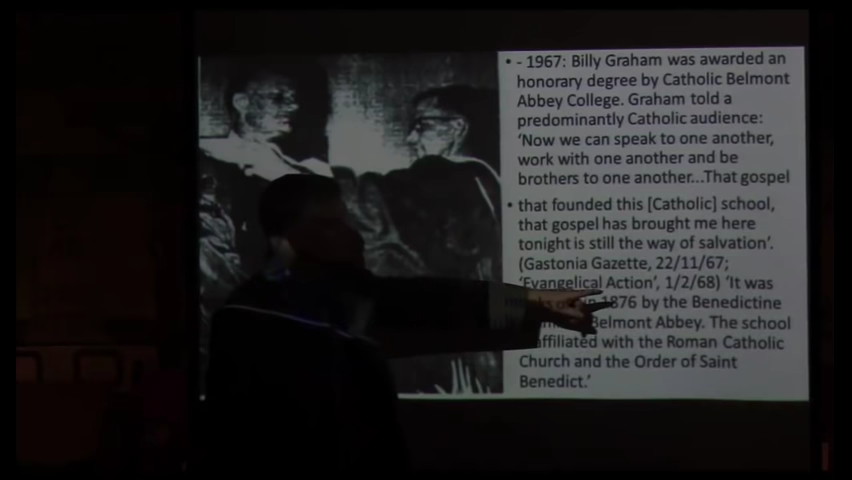 • - 1967: Billy Graham was awarded an
honorary degree by Catholic Belmont
Abbey College. Graham told a
predominantly Catholic audience:
'Now we can speak to one another,
work with one another and be
brothers to one another...That gospel
• that founded this [Catholic] school,
that gospel has brought me here
tonight is still the way of salvation'.
(Gastonia Gazette, 22/11/67;
'Evangelical Action', 1/2/68) 'It was
1876 by the Benedictine
Belmont Abbey. The school
affiliated with the Roman Catholic
Church and the Order of Saint
Benedict.'